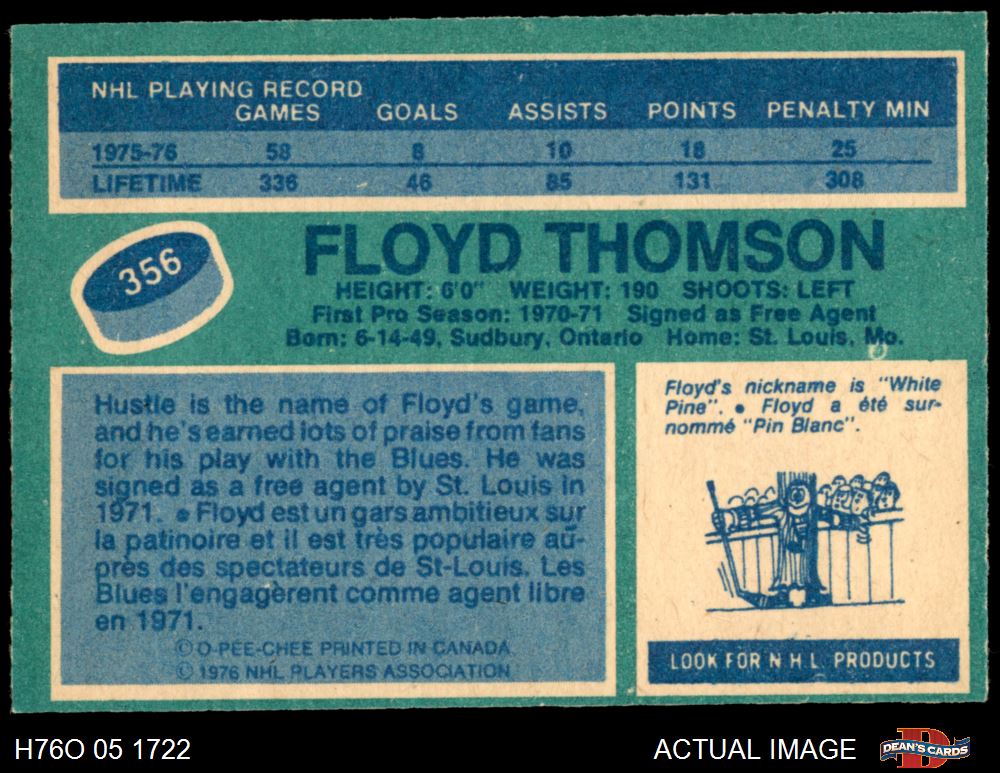 NHL PLAYING RECORD
GAMES GOALS ASSISTS POINTS PENALTY MIN
1975-76 58 8 10 18 25
LIFETIME 336 46 85 131 308
356
FLOYD THOMSON
HEIGHT: 6'0" WEIGHT: 190 SHOOTS: LEFT
First Pro Season: 1970-71 Signed as Free Agent
Born: 6-14-49, Sudbury, Ontario Home: St. Louis, Mo.
Hustle is the name of Floyd's game,
and he's earned lots of praise from fans
for his play with the Blues. He was
signed as a free agent by St. Louis in
1971. • Floyd est un gars ambitieux sur
la patinoire et il est très populaire au-
près des spectateurs de St-Louis. Les
Blues l'engagèrent comme agent libre
en 1971.
© O-PEE-CHEE PRINTED IN CANADA
© 1976 NHL PLAYERS ASSOCIATION
Floyd's nickname is "White
Pine". • Floyd a été sur-
nommé "Pin Blanc".
LOOK FOR N H L PRODUCTS
H76O 05 1722
ACTUAL IMAGE
DEAN'S CARDS